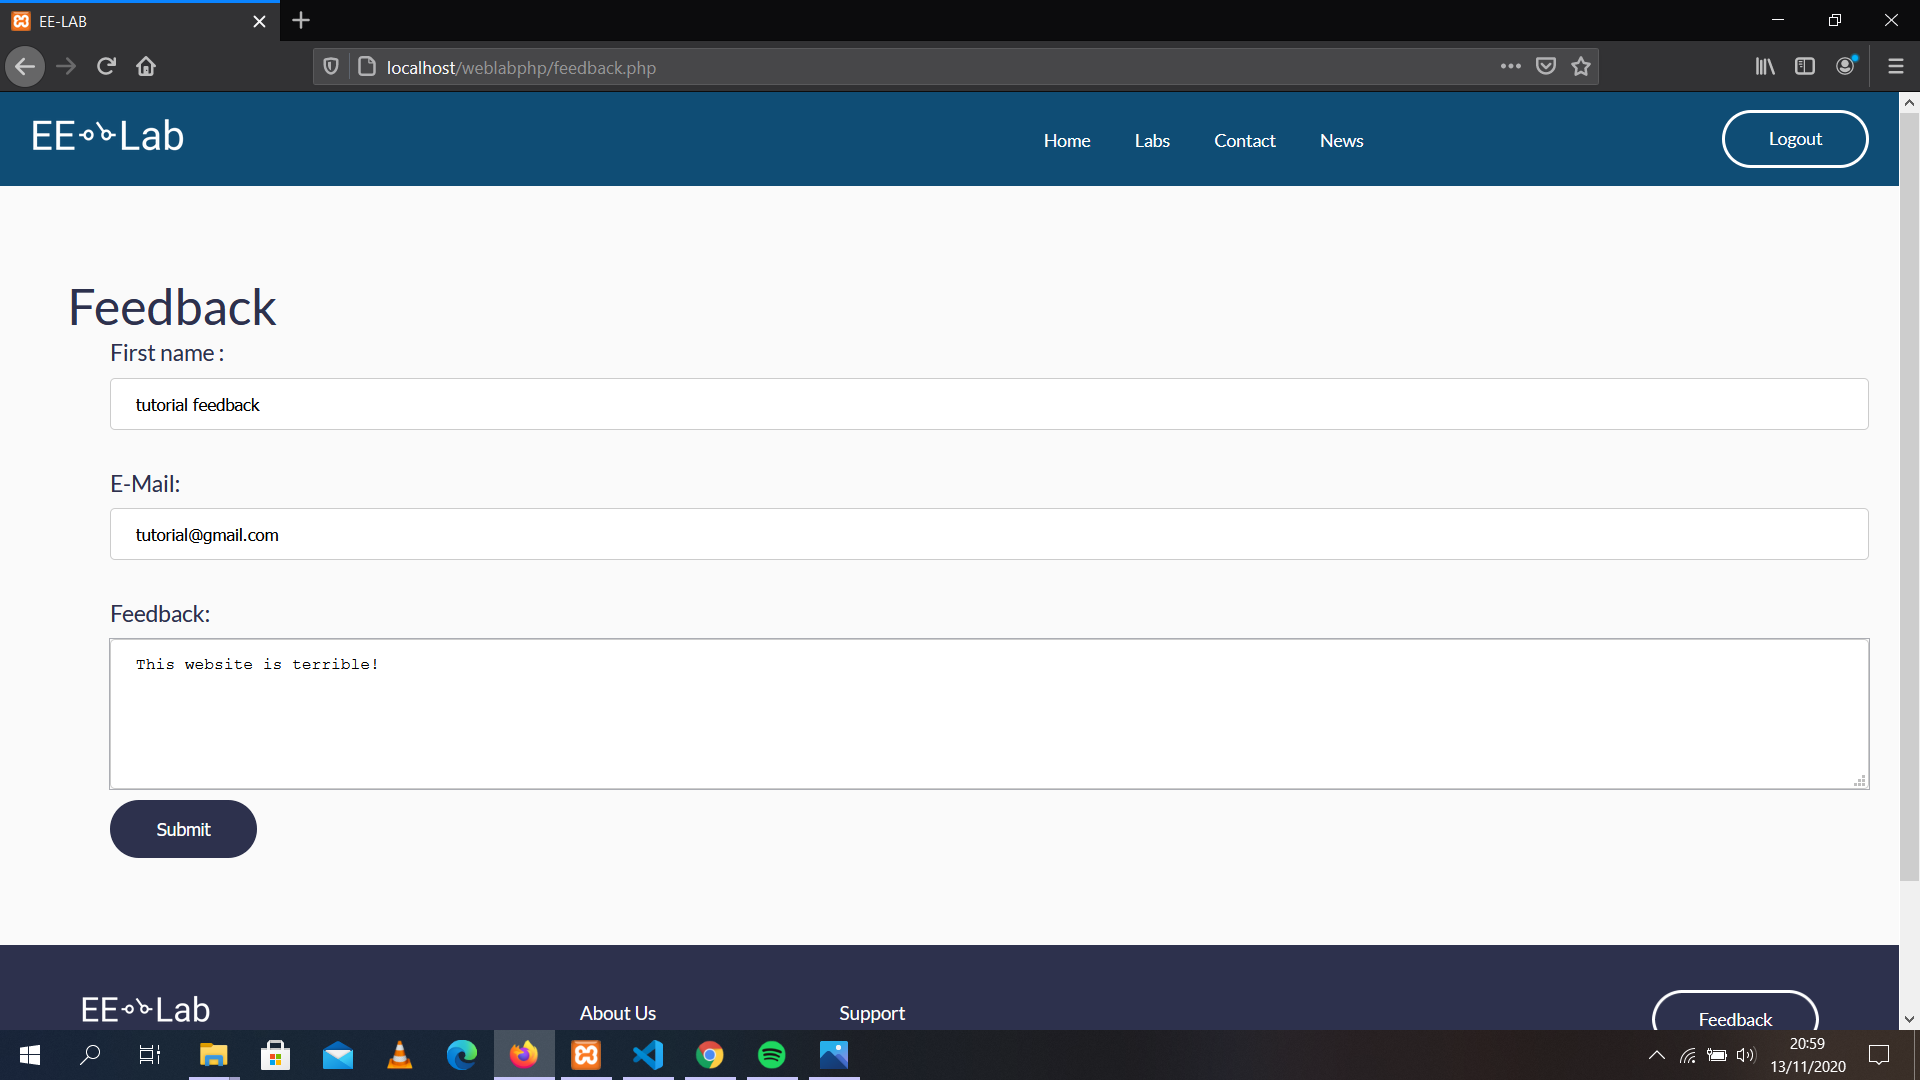 EE-LAB
localhost/weblabphp/feedback.php
EE Lab
Home
Labs
Contact
News
Logout
Feedback
First name :
tutorial feedback
E-Mail:
tutorial@gmail.com
Feedback:
This website is terrible!
Submit
EE Lab
About Us
Support
Feedback
20:59
13/11/2020